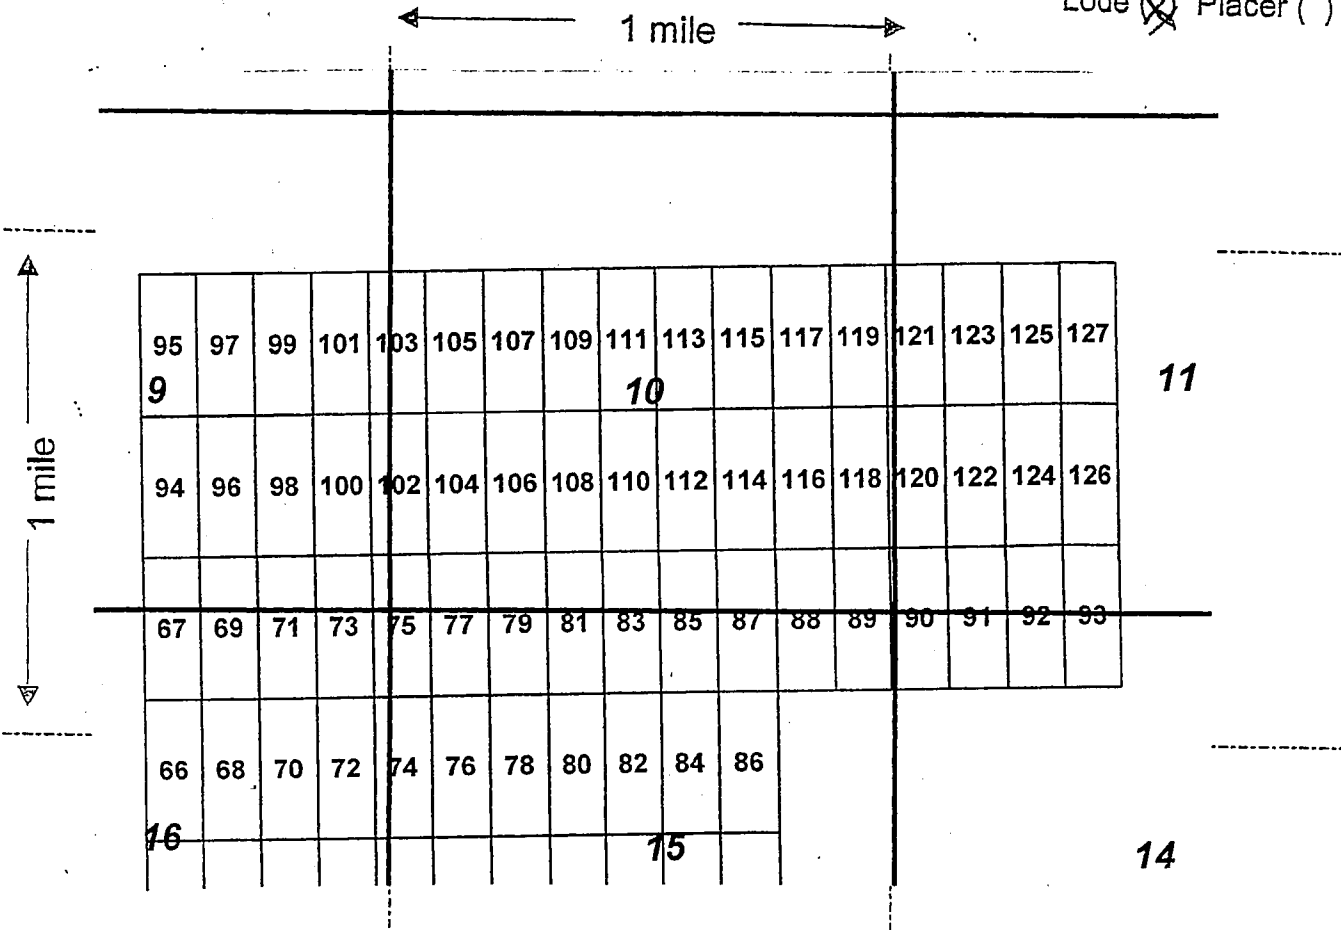 Lode (X) Placer ( )
1 mile
95 97 99 101 103 105 107 109 111 113 115 117 119 121 123 125 127
9 10 11
1 mile
94 96 98 100 102 104 106 108 110 112 114 116 118 120 122 124 126
67 69 71 73 75 77 79 81 83 85 87 88 89 90 91 92 93
66 68 70 72 74 76 78 80 82 84 86
16 15 14